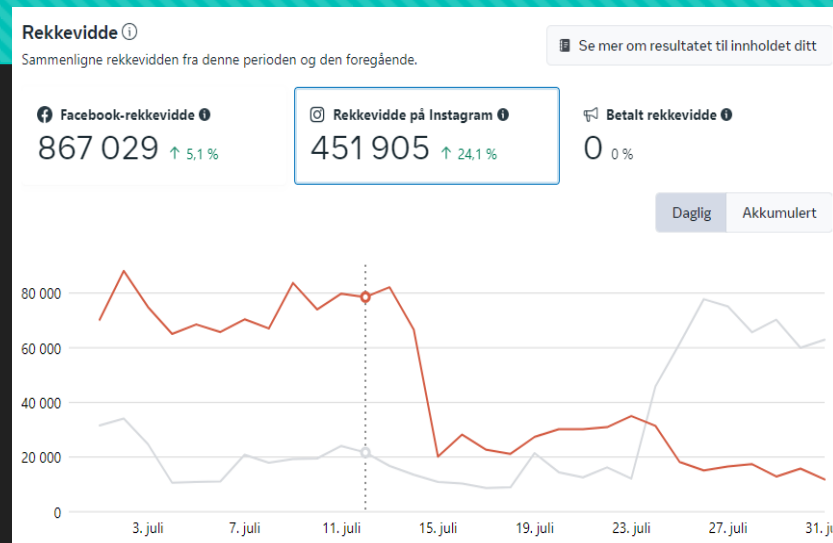 Rekkevidde
Sammenligne rekkevidden fra denne perioden og den foregående.
Se mer om resultatet til innholdet ditt
Facebook-rekkevidde
867 029 ↑ 5,1 %
Rekkevidde på Instagram
451 905 ↑ 24,1 %
Betalt rekkevidde
0 0 %
Daglig Akkumulert
80 000
60 000
40 000
20 000
0
3. juli 7. juli 11. juli 15. juli 19. juli 23. juli 27. juli 31. ju